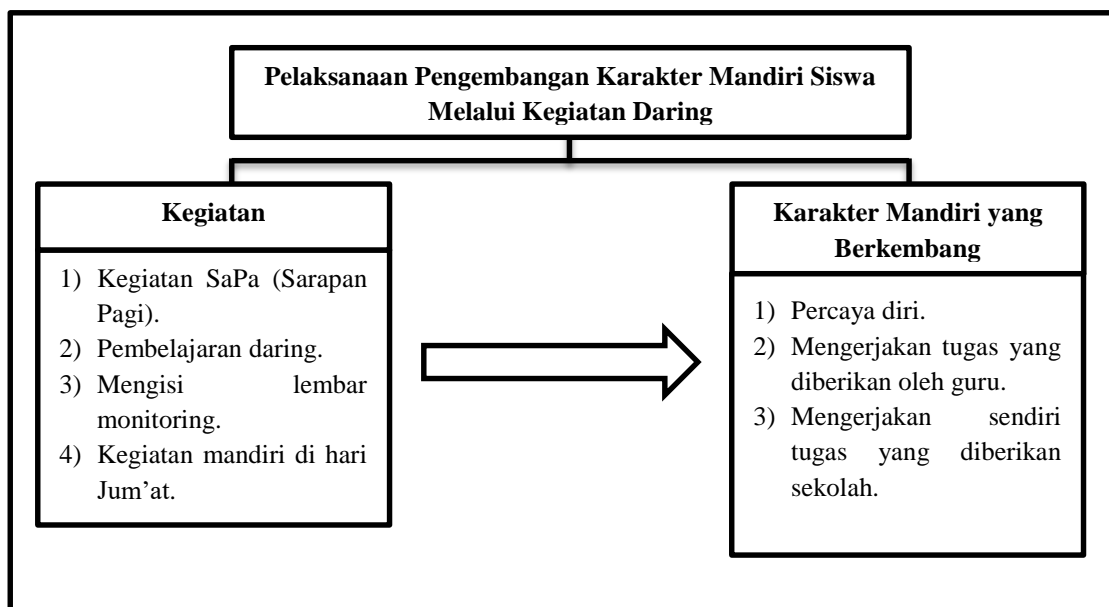 Pelaksanaan Pengembangan Karakter Mandiri Siswa
Melalui Kegiatan Daring
Kegiatan
1) Kegiatan SaPa (Sarapan
Pagi).
2) Pembelajaran daring.
3) Mengisi lembar
monitoring.
4) Kegiatan mandiri di hari
Jum’at.
Karakter Mandiri yang
Berkembang
1) Percaya diri.
2) Mengerjakan tugas yang
diberikan oleh guru.
3) Mengerjakan sendiri
tugas yang diberikan
sekolah.